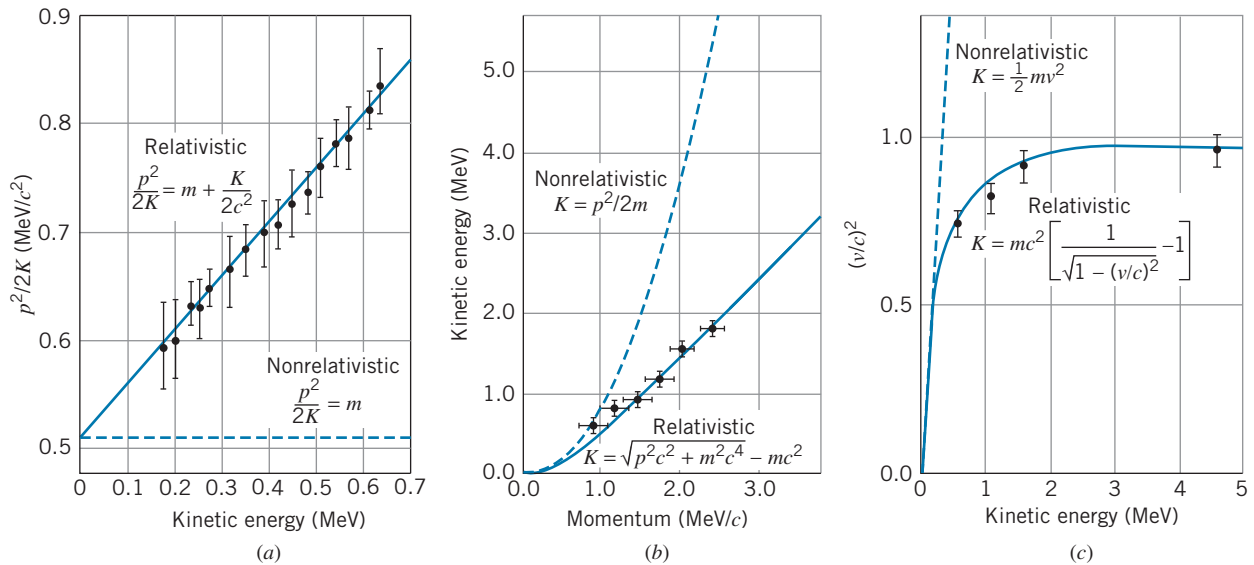 0.9
0.8
0.7
0.6
0.5
p²/2K (MeV/c²)
Relativistic
p²/2K = m + K/2c²
Nonrelativistic
p²/2K = m
0 0.1 0.2 0.3 0.4 0.5 0.6 0.7
Kinetic energy (MeV)
(a)
5.0
4.0
3.0
2.0
1.0
0.0
Kinetic energy (MeV)
Nonrelativistic
K = p²/2m
Relativistic
K = √(p²c² + m²c⁴) − mc²
0.0 1.0 2.0 3.0
Momentum (MeV/c)
(b)
1.0
0.5
0.0
(v/c)²
Nonrelativistic
K = ½ mv²
Relativistic
K = mc² [1/√(1 − (v/c)²) −1]
0 1 2 3 4 5
Kinetic energy (MeV)
(c)